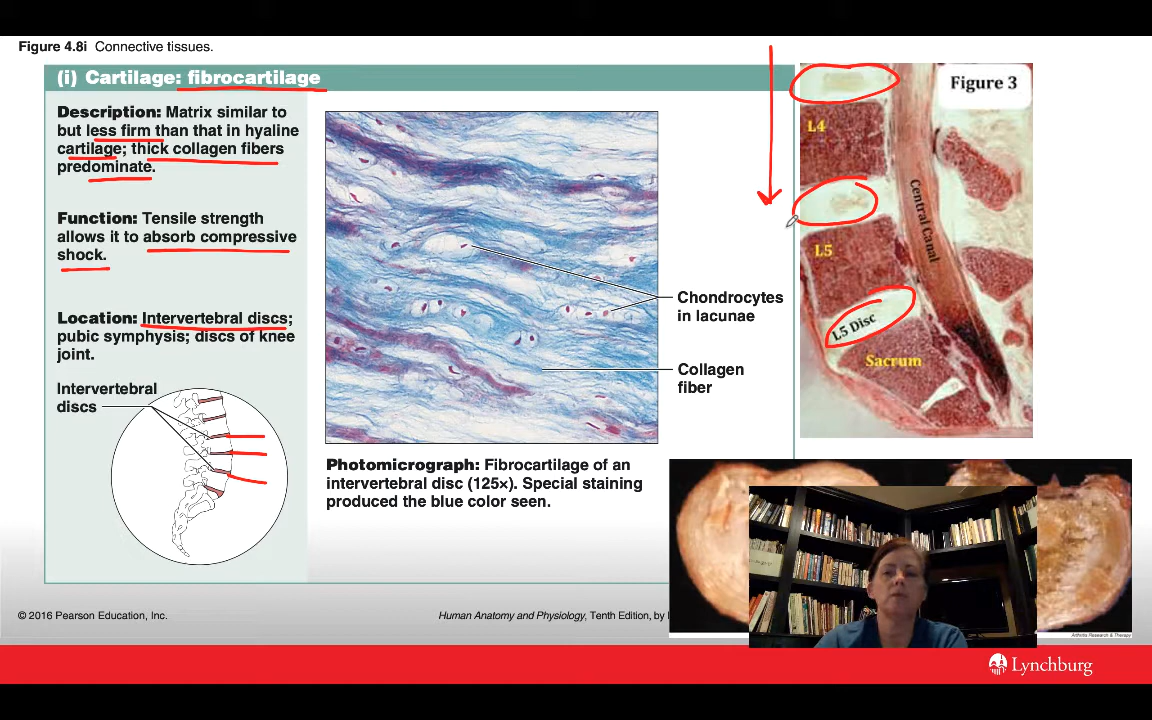 Figure 4.8i Connective tissues.
(i) Cartilage: fibrocartilage
Description: Matrix similar to
but less firm than that in hyaline
cartilage; thick collagen fibers
predominate.
Function: Tensile strength
allows it to absorb compressive
shock.
Location: Intervertebral discs;
pubic symphysis; discs of knee
joint.
Intervertebral
discs
Chondrocytes
in lacunae
Collagen
fiber
Photomicrograph: Fibrocartilage of an
intervertebral disc (125×). Special staining
produced the blue color seen.
Figure 3
L4
Central Canal
L5
L5 Disc
Sacrum
Arthritis Research & Therapy
© 2016 Pearson Education, Inc.
Human Anatomy and Physiology, Tenth Edition, by
Lynchburg